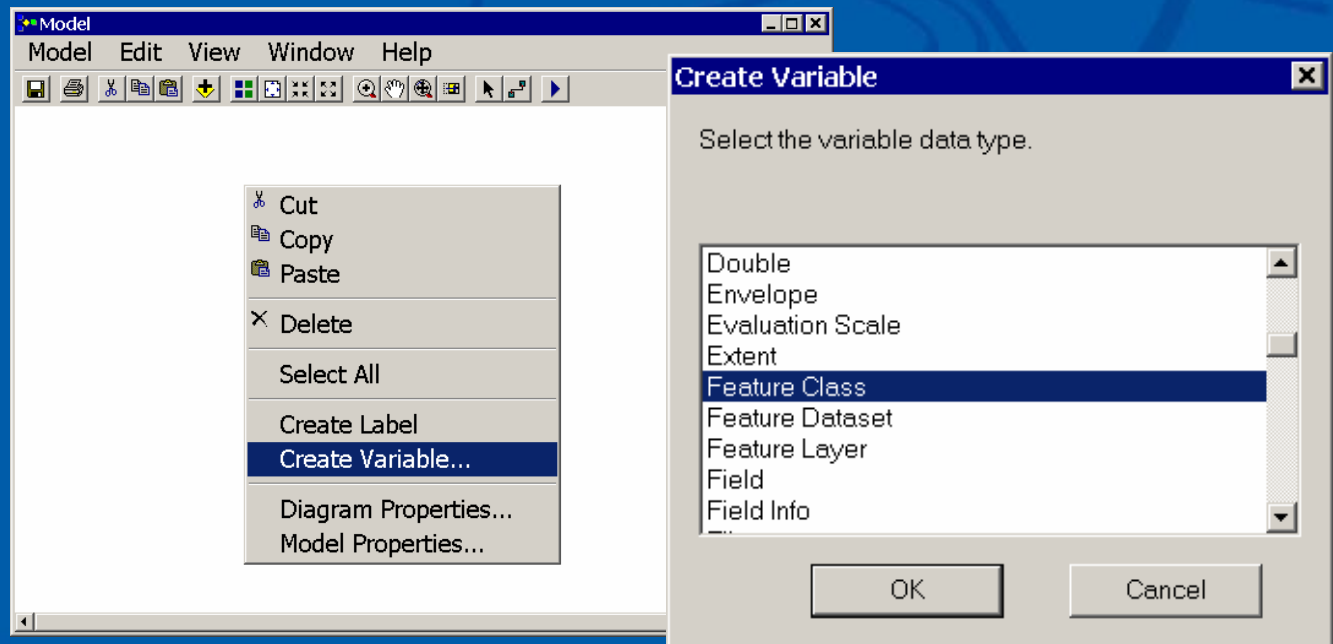 Model
Model Edit View Window Help
Cut
Copy
Paste
Delete
Select All
Create Label
Create Variable...
Diagram Properties...
Model Properties...
Create Variable
Select the variable data type.
Double
Envelope
Evaluation Scale
Extent
Feature Class
Feature Dataset
Feature Layer
Field
Field Info
OK Cancel